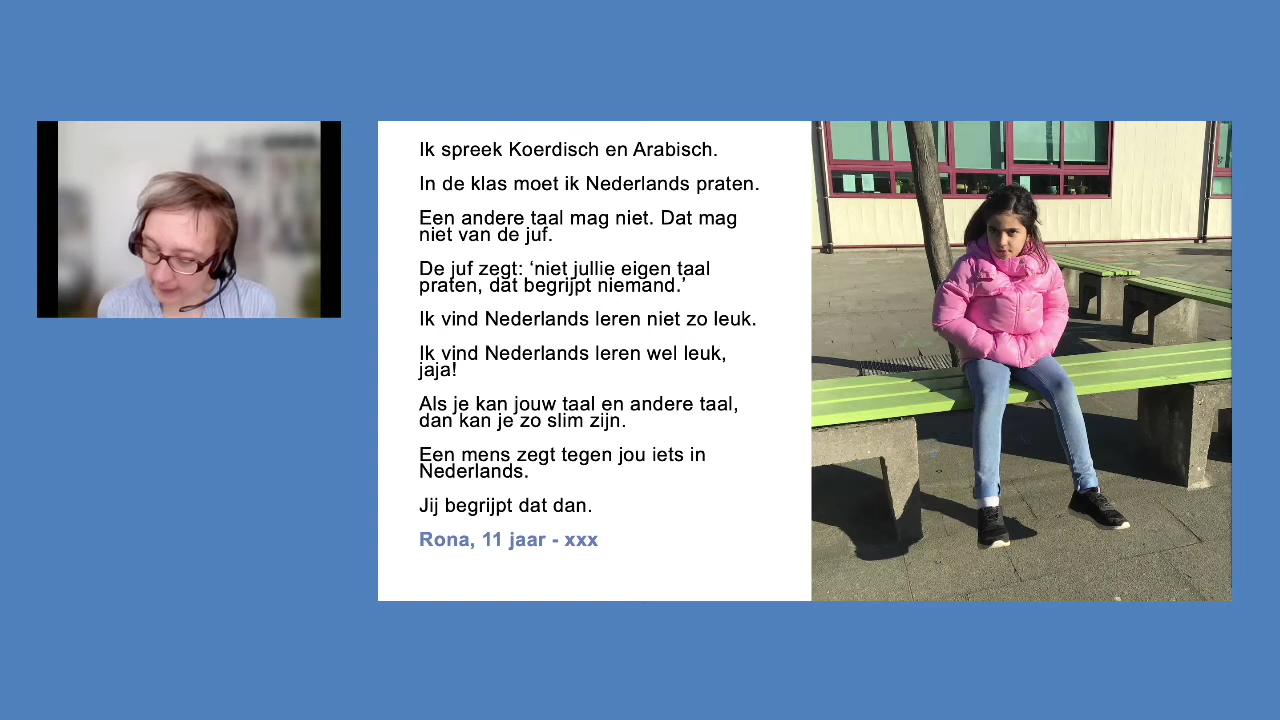 Ik spreek Koerdisch en Arabisch.
In de klas moet ik Nederlands praten.
Een andere taal mag niet. Dat mag
niet van de juf.
De juf zegt: ‘niet jullie eigen taal
praten, dat begrijpt niemand.’
Ik vind Nederlands leren niet zo leuk.
Ik vind Nederlands leren wel leuk,
jaja!
Als je kan jouw taal en andere taal,
dan kan je zo slim zijn.
Een mens zegt tegen jou iets in
Nederlands.
Jij begrijpt dat dan.
Rona, 11 jaar - xxx